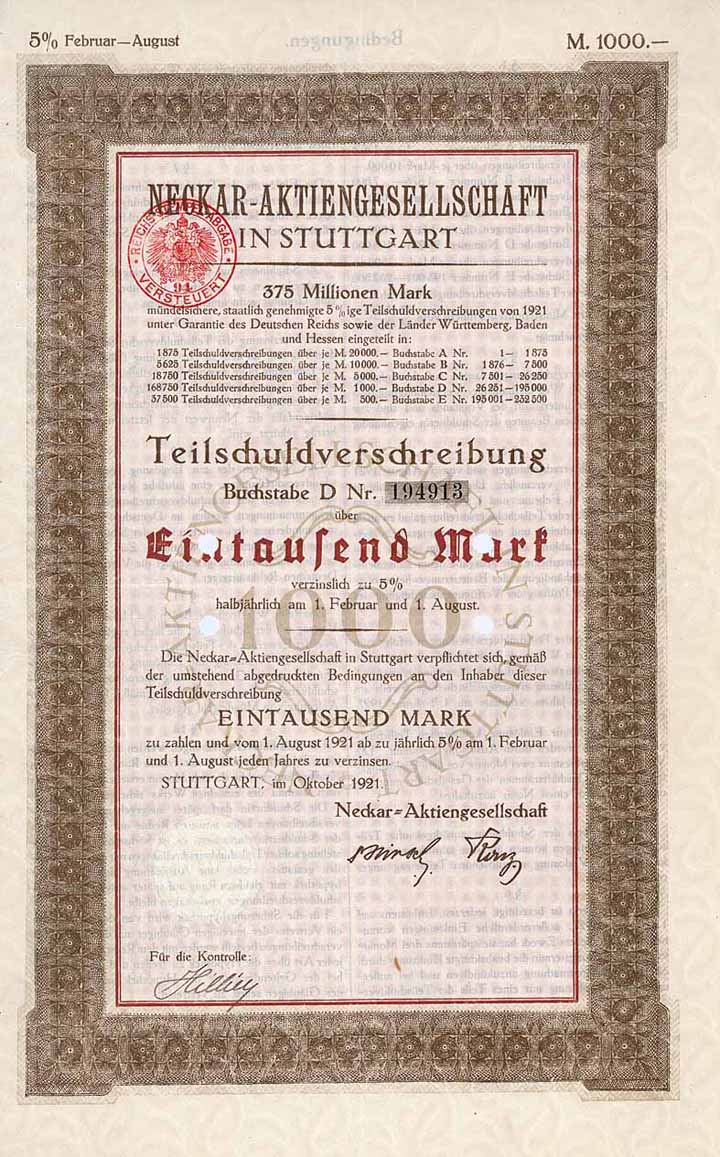 5% Februar—August
M. 1000.—
Bedingungen.
NECKAR-AKTIENGESELLSCHAFT
IN STUTTGART
REICHSSTEMPELABGABE
94
VERSTEUERT
375 Millionen Mark
mündelsichere, staatlich genehmigte 5%ige Teilschuldverschreibungen von 1921
unter Garantie des Deutschen Reichs sowie der Länder Württemberg, Baden
und Hessen eingeteilt in:
1875 Teilschuldverschreibungen über je M. 20000.— Buchstabe A Nr. 1— 1875
5625 Teilschuldverschreibungen über je M. 10000.— Buchstabe B Nr. 1876— 7500
18750 Teilschuldverschreibungen über je M. 5000.— Buchstabe C Nr. 7501— 26250
168750 Teilschuldverschreibungen über je M. 1000.— Buchstabe D Nr. 26251—195000
57500 Teilschuldverschreibungen über je M. 500.— Buchstabe E Nr. 195001—252500
Teilschuldverschreibung
Buchstabe D Nr. 194913
über
Eintausend Mark
verzinslich zu 5%
halbjährlich am 1. Februar und 1. August.
1000
Die Neckar=Aktiengesellschaft in Stuttgart verpflichtet sich, gemäß
der umstehend abgedruckten Bedingungen an den Inhaber dieser
Teilschuldverschreibung
EINTAUSEND MARK
zu zahlen und vom 1. August 1921 ab zu jährlich 5% am 1. Februar
und 1. August jeden Jahres zu verzinsen.
STUTTGART, im Oktober 1921.
Neckar=Aktiengesellschaft
Für die Kontrolle: